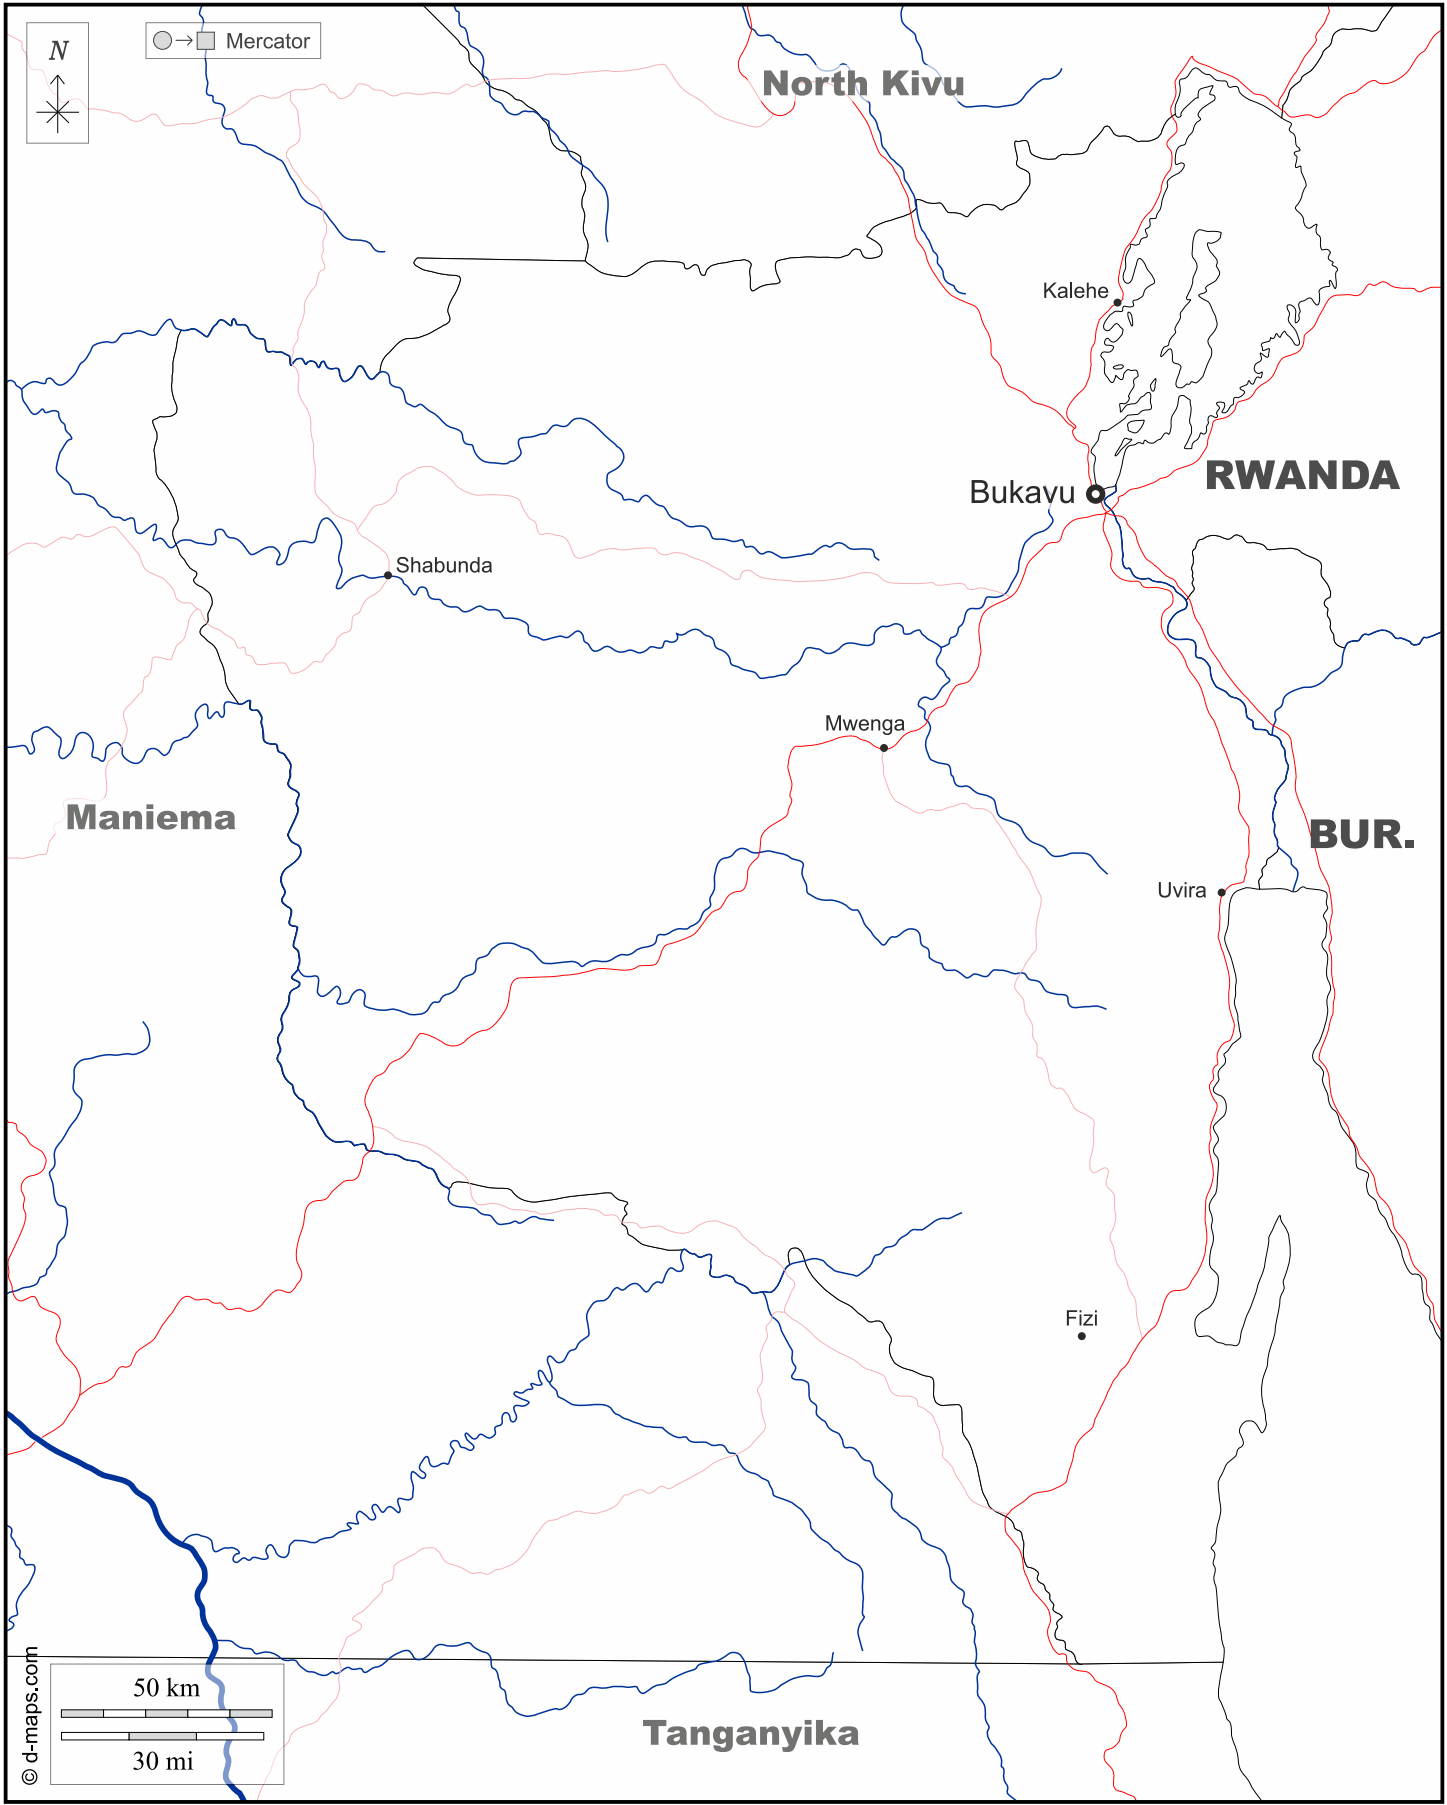 N
Mercator
North Kivu
Kalehe
RWANDA
Bukavu
Shabunda
Mwenga
Maniema
BUR.
Uvira
Fizi
50 km
30 mi
Tanganyika
© d-maps.com